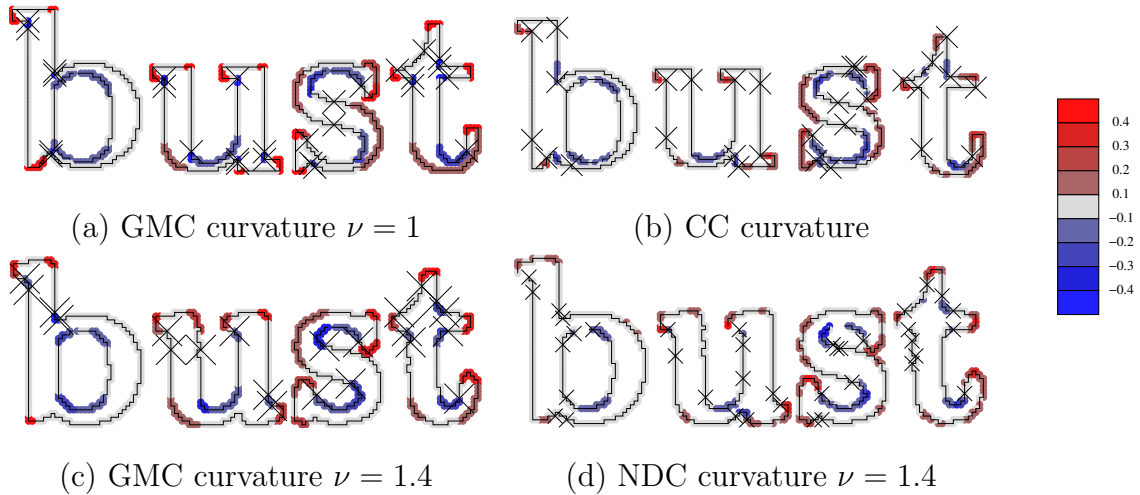 bust
bust
(a) GMC curvature ν = 1
(b) CC curvature
0.4
0.3
0.2
0.1
−0.1
−0.2
−0.3
−0.4
bust
bust
(c) GMC curvature ν = 1.4
(d) NDC curvature ν = 1.4